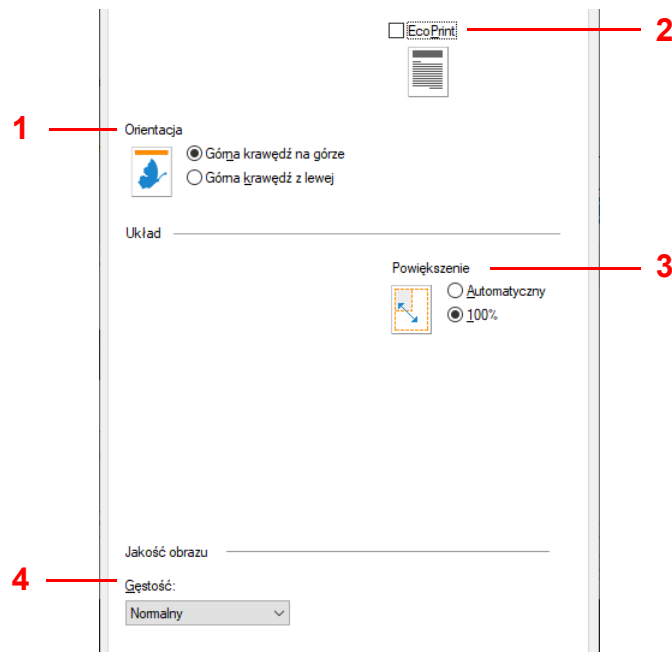 EcoPrint
2
1
Orientacja
Górna krawędź na górze
Górna krawędź z lewej
Układ
Powiększenie
3
Automatyczny
100%
Jakość obrazu
4
Gęstość:
Normalny